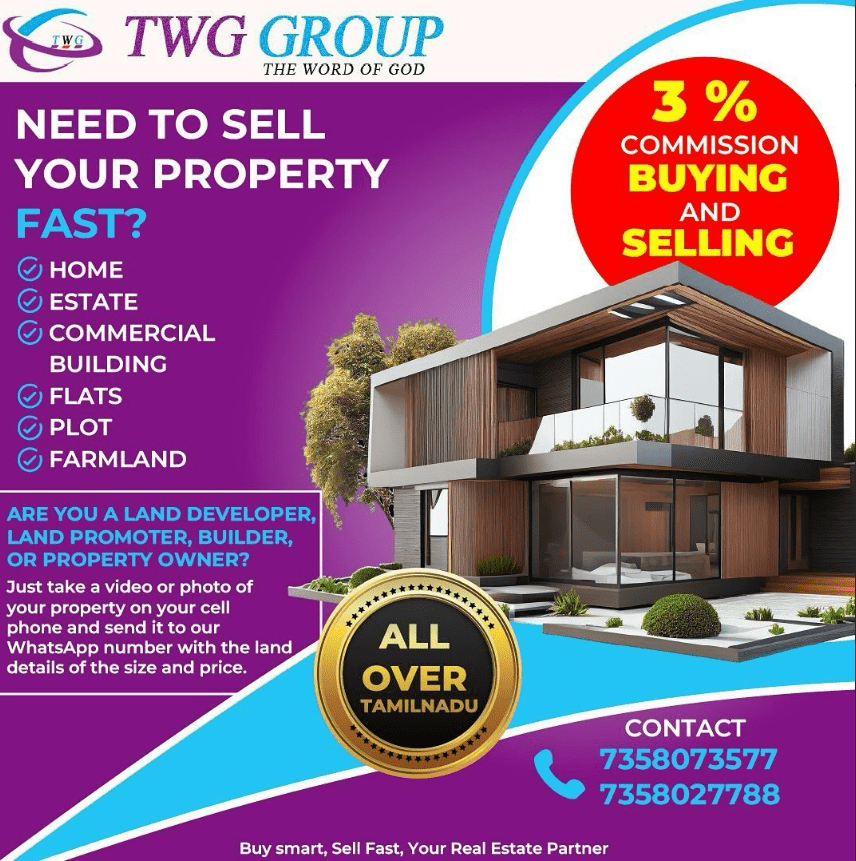 TWG
TWG GROUP
THE WORD OF GOD
NEED TO SELL
YOUR PROPERTY
FAST?
HOME
ESTATE
COMMERCIAL
BUILDING
FLATS
PLOT
FARMLAND
3 %
COMMISSION
BUYING
AND
SELLING
ARE YOU A LAND DEVELOPER,
LAND PROMOTER, BUILDER,
OR PROPERTY OWNER?
Just take a video or photo of
your property on your cell
phone and send it to our
WhatsApp number with the land
details of the size and price.
ALL
OVER
TAMILNADU
CONTACT
7358073577
7358027788
Buy smart, Sell Fast, Your Real Estate Partner